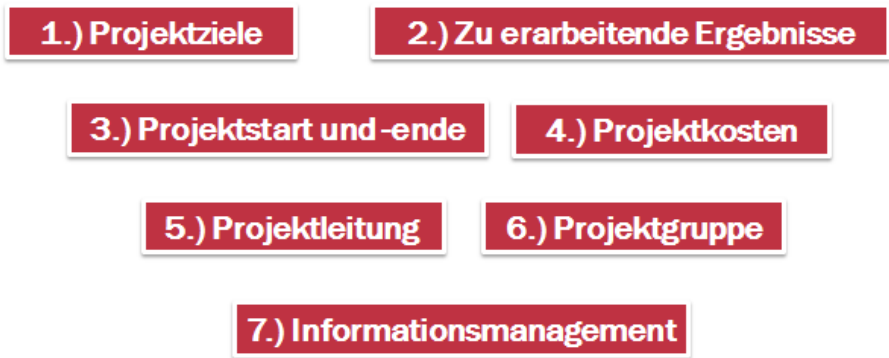 1.) Projektziele
2.) Zu erarbeitende Ergebnisse
3.) Projektstart und -ende
4.) Projektkosten
5.) Projektleitung
6.) Projektgruppe
7.) Informationsmanagement